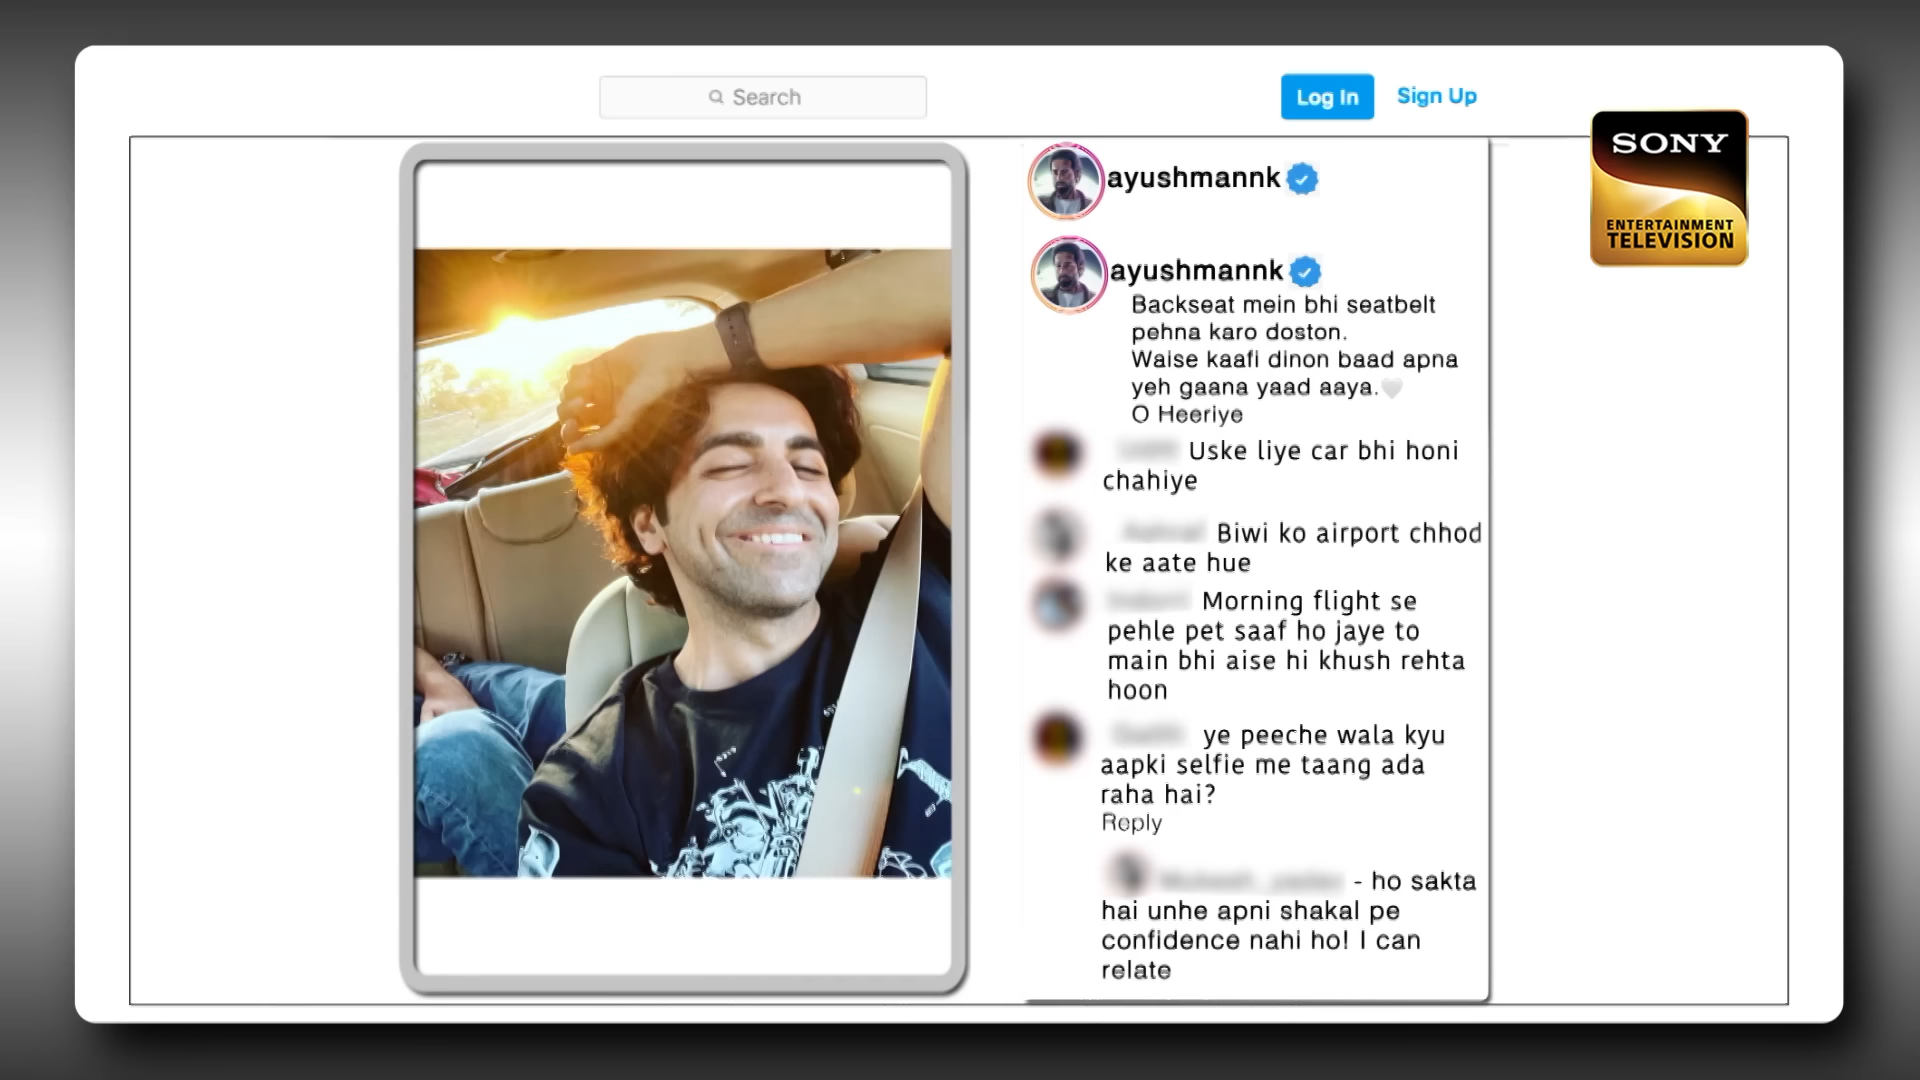 Search
Log In
Sign Up
SONY
ENTERTAINMENT
TELEVISION
ayushmannk
ayushmannk
Backseat mein bhi seatbelt
pehna karo doston.
Waise kaafi dinon baad apna
yeh gaana yaad aaya.
O Heeriye
Uske liye car bhi honi
chahiye
Biwi ko airport chhod
ke aate hue
Morning flight se
pehle pet saaf ho jaye to
main bhi aise hi khush rehta
hoon
ye peeche wala kyu
aapki selfie me taang ada
raha hai?
Reply
- ho sakta
hai unhe apni shakal pe
confidence nahi ho! I can
relate